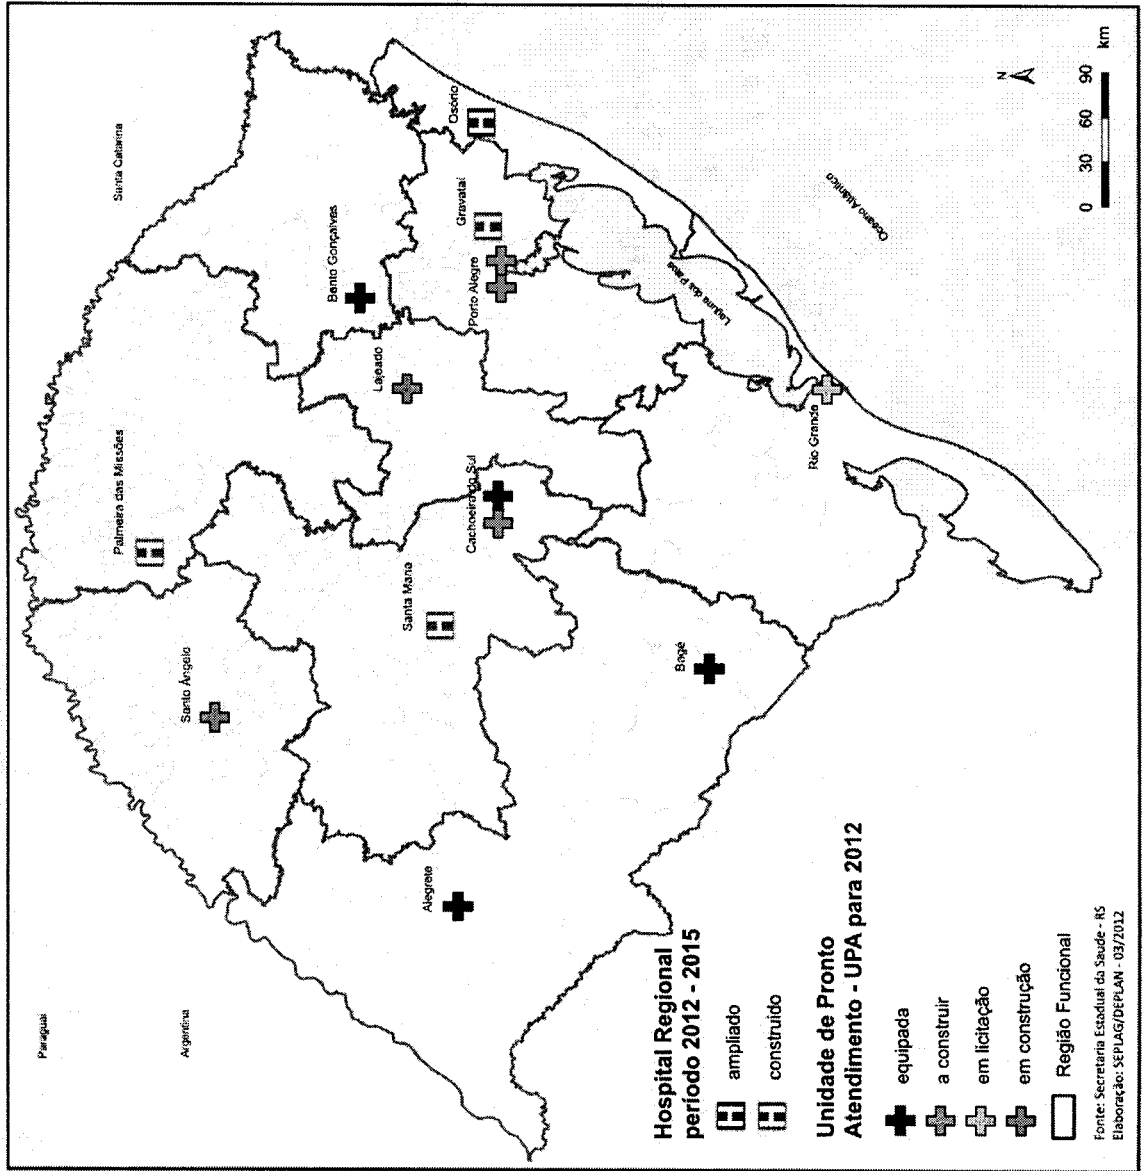 Paraguai
Argentina
Santa Catarina
Palmeira das Missões
Santo Ângelo
Santa Maria
Alegrete
Bagé
Cachoeira do Sul
Lajeado
Bento Gonçalves
Porto Alegre
Gravataí
Osório
Rio Grande
Laguna dos Patos
Oceano Atlântico
N
0 30 60 90 km
Hospital Regional
período 2012 - 2015
ampliado
construido
Unidade de Pronto
Atendimento - UPA para 2012
equipada
a construir
em licitação
em construção
Região Funcional
Fonte: Secretaria Estadual da Saude - RS
Elaboração: SEPLAG/DEPLAN - 03/2012